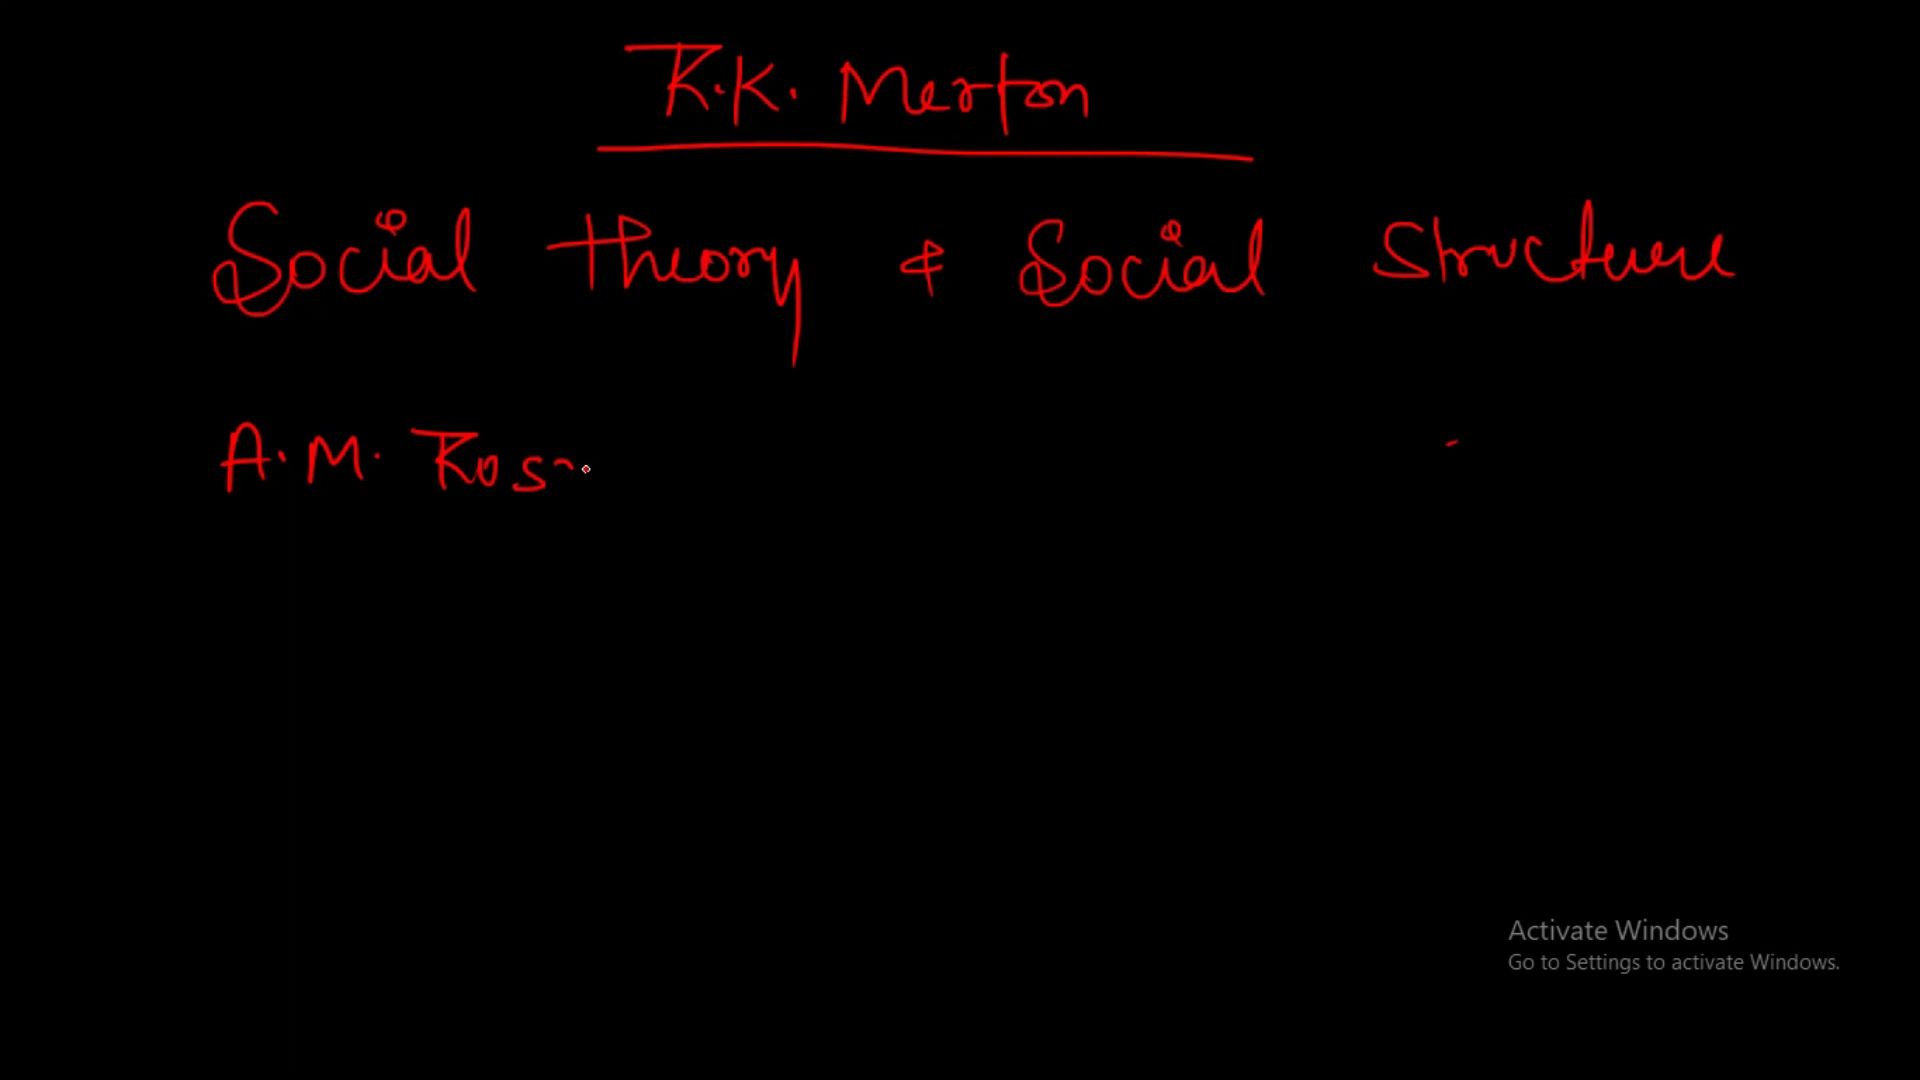 R.K. Merton
Social Theory & Social Structure
A.M. Ros
Activate Windows
Go to Settings to activate Windows.